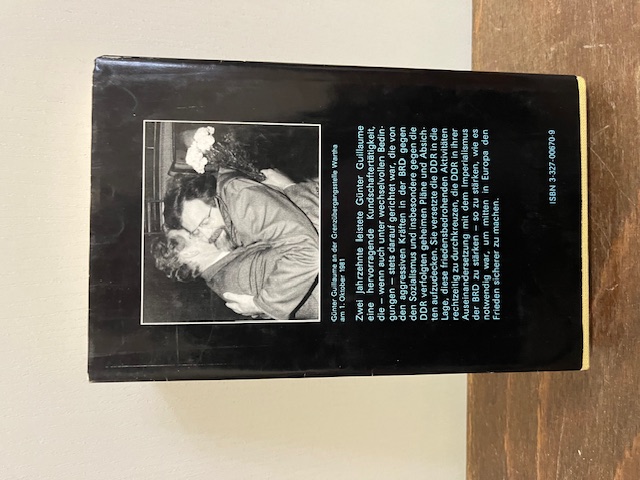 Günter Guillaume an der Grenzübergangsstelle Wartha
am 1. Oktober 1981
Zwei Jahrzehnte leistete Günter Guillaume
eine hervorragende Kundschaftertätigkeit,
die – wenn auch unter wechselvollen Bedin-
gungen – stets darauf gerichtet war, die von
den aggressiven Kräften in der BRD gegen
den Sozialismus und insbesondere gegen die
DDR verfolgten geheimen Pläne und Absich-
ten aufzudecken. Sie versetzte die DDR in die
Lage, diese friedensbedrohenden Aktivitäten
rechtzeitig zu durchkreuzen, die DDR in ihrer
Auseinandersetzung mit dem Imperialismus
der BRD zu stärken – so zu stärken, wie es
notwendig war, um mitten in Europa den
Frieden sicherer zu machen.
ISBN 3-327-00670-9